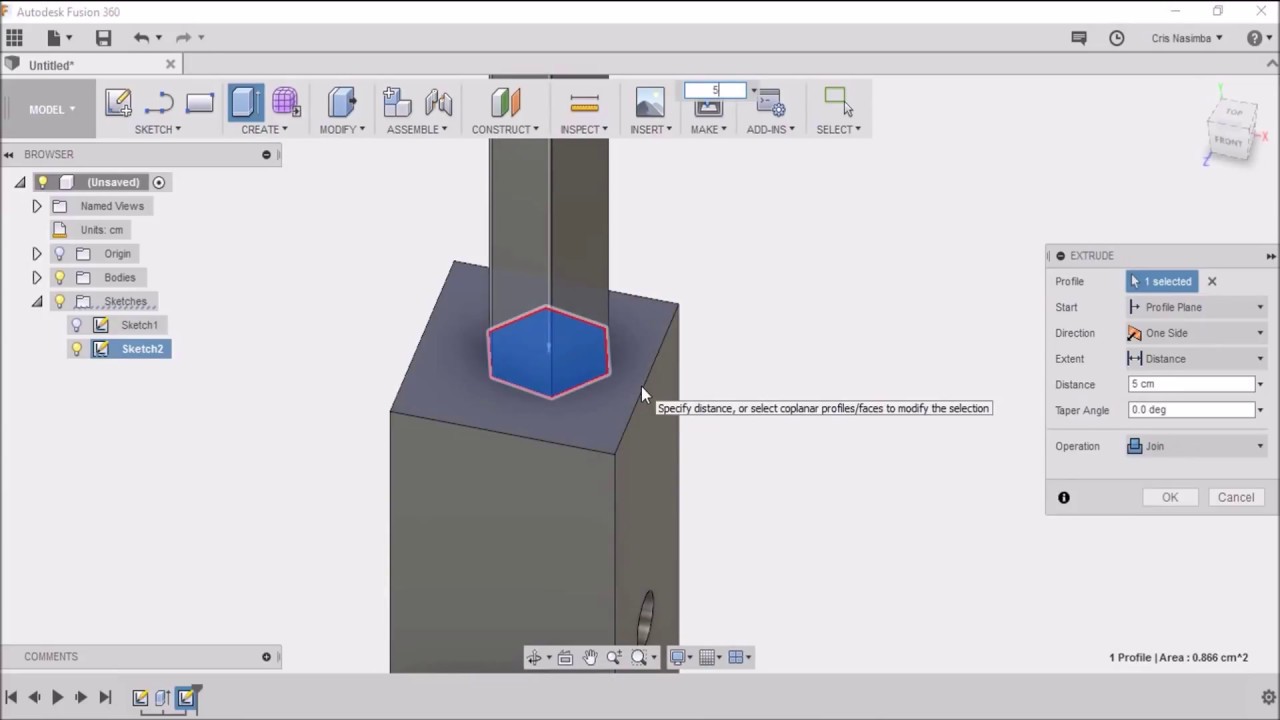 Autodesk Fusion 360
Cris Nasimba
Untitled*
MODEL
SKETCH
CREATE
MODIFY
ASSEMBLE
CONSTRUCT
INSPECT
INSERT
MAKE
ADD-INS
SELECT
5
TOP
FRONT
Y
X
Z
BROWSER
(Unsaved)
Named Views
Units: cm
Origin
Bodies
Sketches
Sketch1
Sketch2
EXTRUDE
Profile 1 selected
Start Profile Plane
Direction One Side
Extent Distance
Distance 5 cm
Taper Angle 0.0 deg
Operation Join
OK Cancel
Specify distance, or select coplanar profiles/faces to modify the selection
COMMENTS
1 Profile | Area : 0.866 cm^2